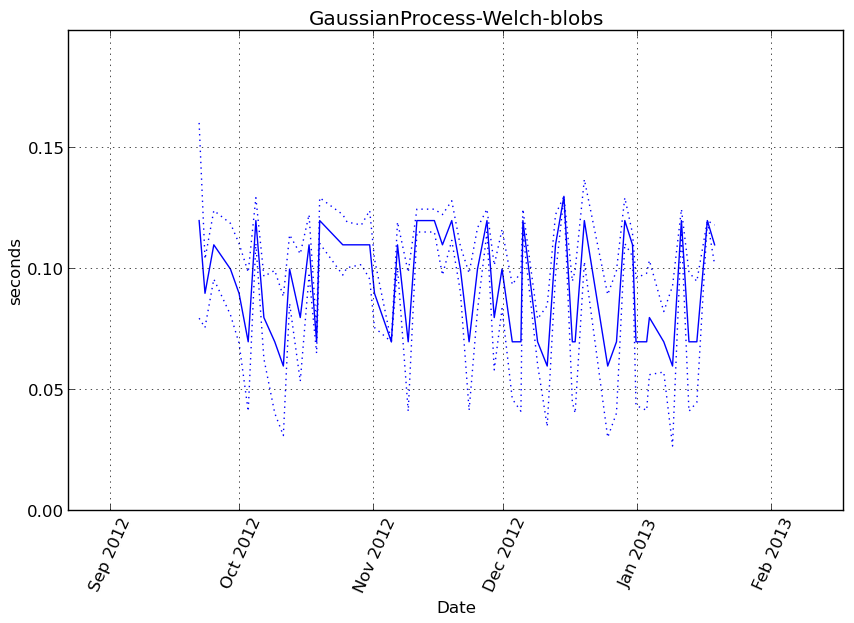 GaussianProcess-Welch-blobs
seconds
0.15
0.10
0.05
0.00
Sep 2012
Oct 2012
Nov 2012
Dec 2012
Jan 2013
Feb 2013
Date